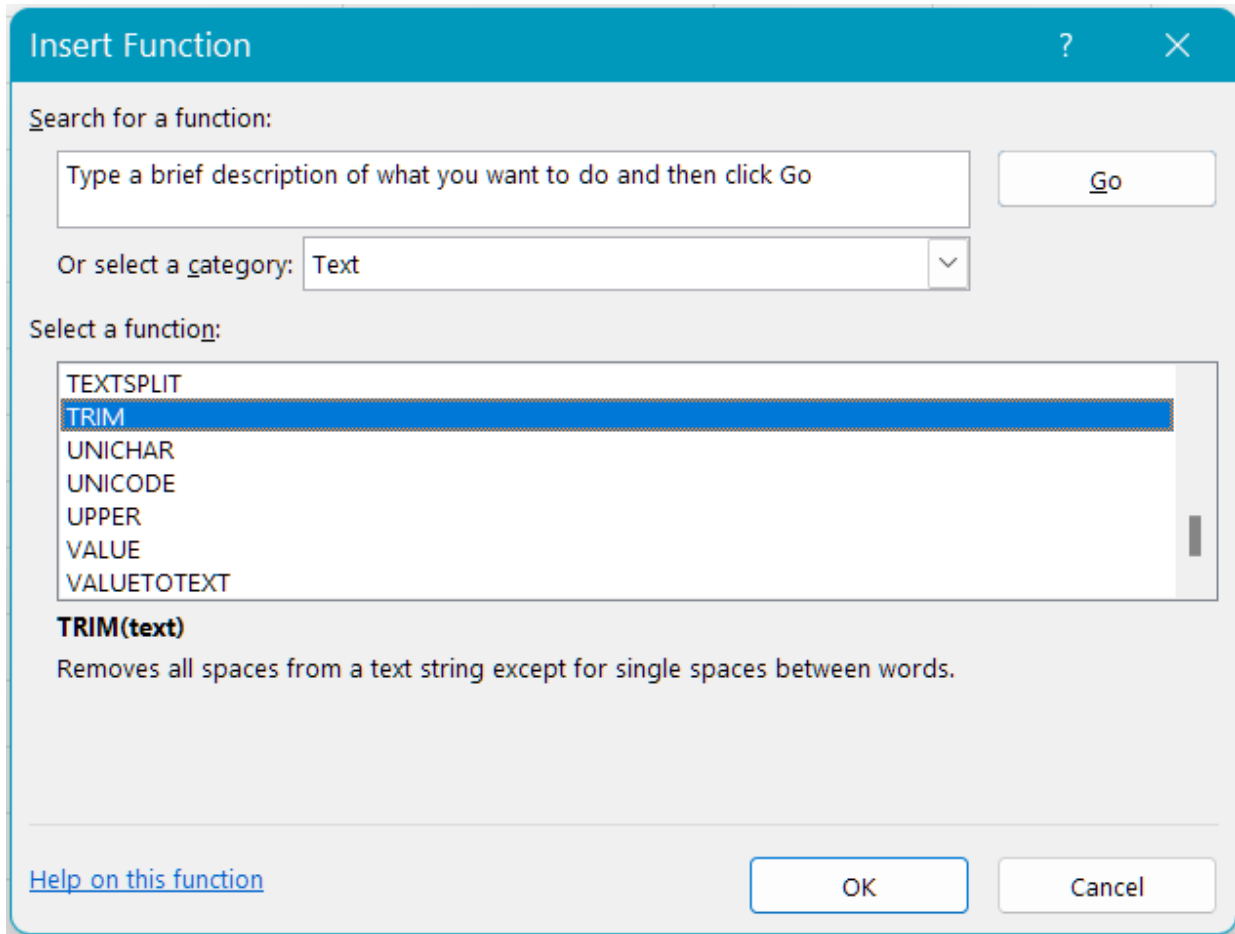 Insert Function ?
Search for a function:
Type a brief description of what you want to do and then click Go
Go
Or select a category: Text
Select a function:
TEXTSPLIT
TRIM
UNICHAR
UNICODE
UPPER
VALUE
VALUETOTEXT
TRIM(text)
Removes all spaces from a text string except for single spaces between words.
Help on this function
OK
Cancel